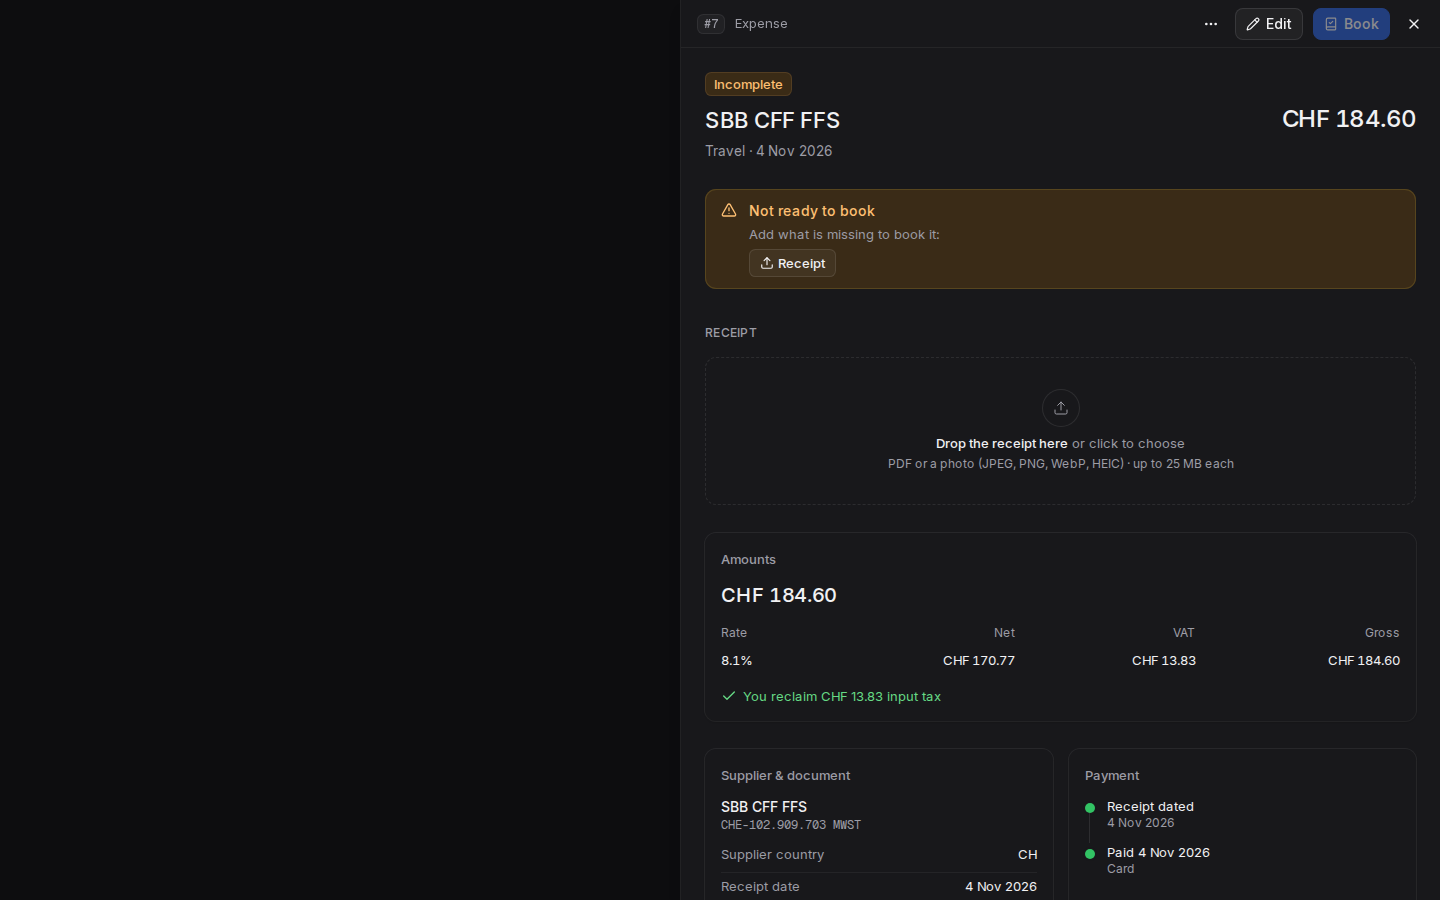 #7 Expense Edit Book
Incomplete
SBB CFF FFS CHF 184.60
Travel · 4 Nov 2026
Not ready to book
Add what is missing to book it:
Receipt
RECEIPT
Drop the receipt here or click to choose
PDF or a photo (JPEG, PNG, WebP, HEIC) · up to 25 MB each
Amounts
CHF 184.60
Rate Net VAT Gross
8.1% CHF 170.77 CHF 13.83 CHF 184.60
You reclaim CHF 13.83 input tax
Supplier & document
SBB CFF FFS
CHE-102.909.703 MWST
Supplier country CH
Receipt date 4 Nov 2026
Payment
Receipt dated
4 Nov 2026
Paid 4 Nov 2026
Card